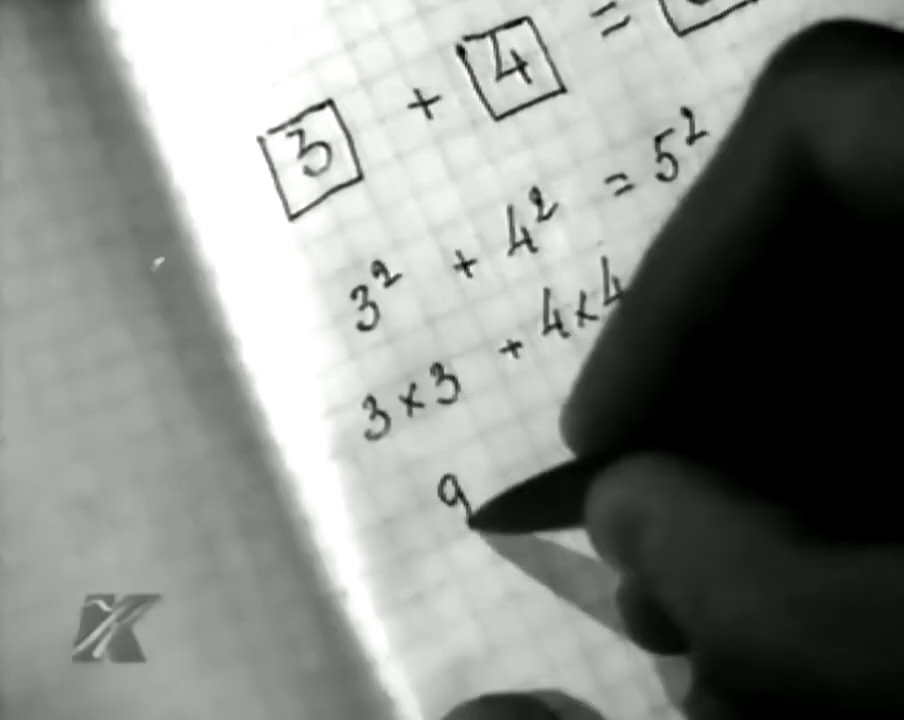 3 + 4 =
3² + 4² = 5²
3×3 + 4×4
9
K